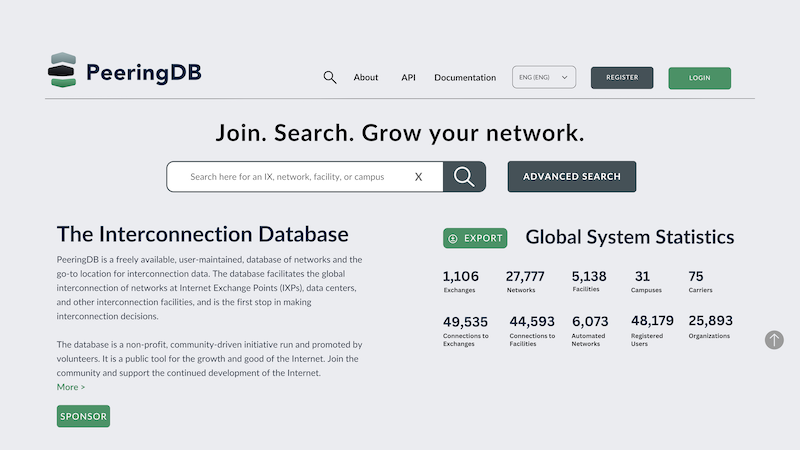 PeeringDB
About API Documentation ENG (ENG) REGISTER LOGIN
Join. Search. Grow your network.
Search here for an IX, network, facility, or campus X ADVANCED SEARCH
The Interconnection Database
PeeringDB is a freely available, user-maintained, database of networks and the
go-to location for interconnection data. The database facilitates the global
interconnection of networks at Internet Exchange Points (IXPs), data centers,
and other interconnection facilities, and is the first stop in making
interconnection decisions.
The database is a non-profit, community-driven initiative run and promoted by
volunteers. It is a public tool for the growth and good of the Internet. Join the
community and support the continued development of the Internet.
More >
SPONSOR
EXPORT Global System Statistics
1,106 27,777 5,138 31 75
Exchanges Networks Facilities Campuses Carriers
49,535 44,593 6,073 48,179 25,893
Connections to Connections to Automated Registered Organizations
Exchanges Facilities Networks Users